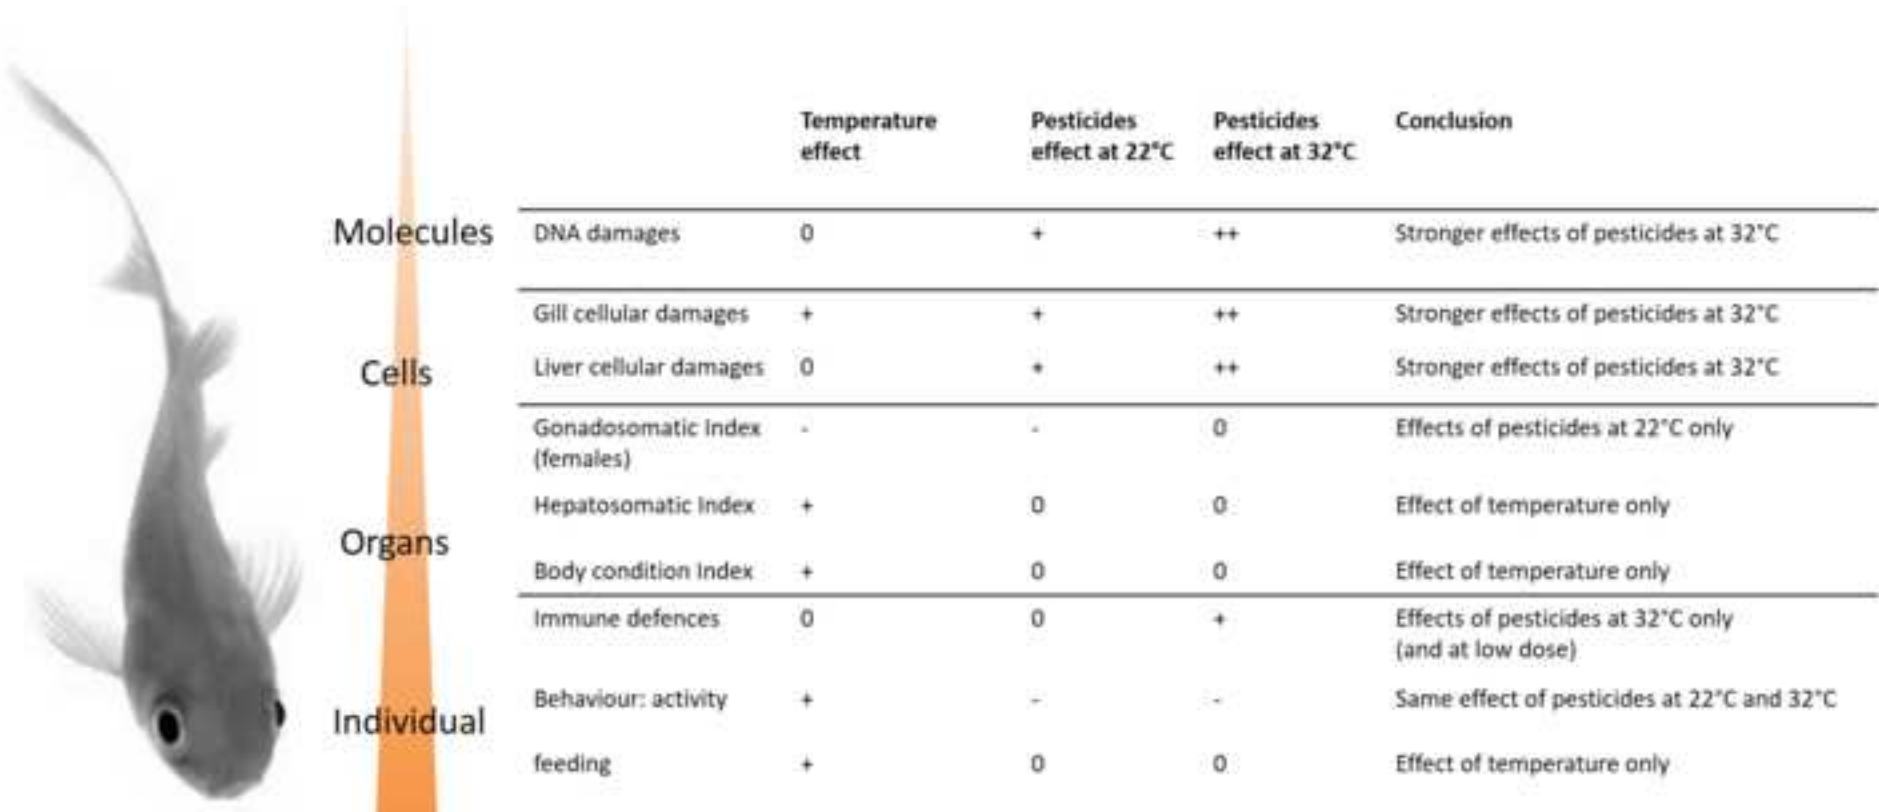 Temperature effect
Pesticides effect at 22°C
Pesticides effect at 32°C
Conclusion
Molecules
DNA damages 0 + ++ Stronger effects of pesticides at 32°C
Cells
Gill cellular damages + + ++ Stronger effects of pesticides at 32°C
Liver cellular damages 0 + ++ Stronger effects of pesticides at 32°C
Organs
Gonadosomatic Index - - 0 Effects of pesticides at 22°C only
(females)
Hepatosomatic Index + 0 0 Effect of temperature only
Body condition Index + 0 0 Effect of temperature only
Individual
Immune defences 0 0 + Effects of pesticides at 32°C only
(and at low dose)
Behaviour: activity + - - Same effect of pesticides at 22°C and 32°C
feeding + 0 0 Effect of temperature only